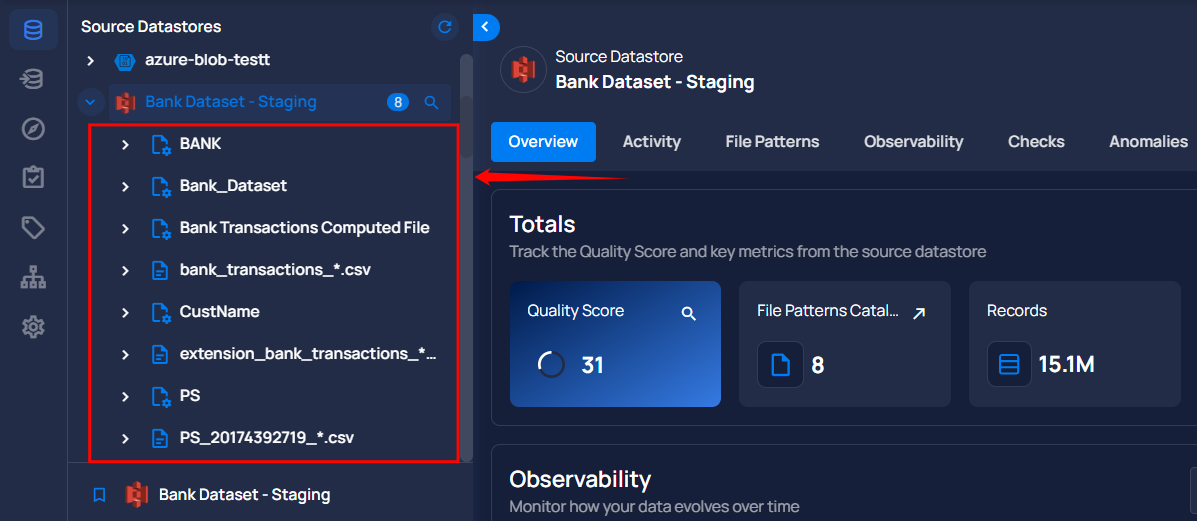 Source Datastores
azure-blob-testt
Bank Dataset - Staging 8
BANK
Bank_Dataset
Bank Transactions Computed File
bank_transactions_*.csv
CustName
extension_bank_transactions_*...
PS
PS_20174392719_*.csv
Bank Dataset - Staging
Source Datastore
Bank Dataset - Staging
Overview Activity File Patterns Observability Checks Anomalies
Totals
Track the Quality Score and key metrics from the source datastore
Quality Score
31
File Patterns Catal...
8
Records
15.1M
Observability
Monitor how your data evolves over time